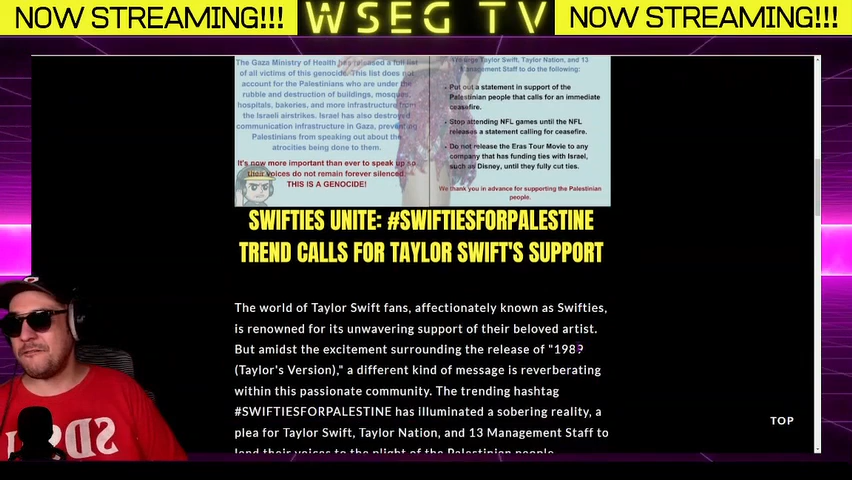 NOW STREAMING!!!
WSEG TV
NOW STREAMING!!!
The Gaza Ministry of Health has released a full list
of all victims of this genocide. This list does not
account for the Palestinians who are under the
rubble and destruction of buildings, mosques,
hospitals, bakeries, and more infrastructure from
the Israeli airstrikes. Israel has also destroyed
communication infrastructure in Gaza, preventing
Palestinians from speaking out about the
atrocities being done to them.
It's now more important than ever to speak up so
their voices do not remain forever silenced.
THIS IS A GENOCIDE!
Taylor Swift, Taylor Nation, and 13
Management Staff to do the following:
• Put out a statement in support of the
Palestinian people that calls for an immediate
ceasefire.
• Stop attending NFL games until the NFL
releases a statement calling for ceasefire.
• Do not release the Eras Tour Movie to any
company that has funding ties with Israel,
such as Disney, until they fully cut ties.
We thank you in advance for supporting the Palestinian
people.
SWIFTIES UNITE: #SWIFTIESFORPALESTINE
TREND CALLS FOR TAYLOR SWIFT'S SUPPORT
The world of Taylor Swift fans, affectionately known as Swifties,
is renowned for its unwavering support of their beloved artist.
But amidst the excitement surrounding the release of "198?
(Taylor's Version)," a different kind of message is reverberating
within this passionate community. The trending hashtag
#SWIFTIESFORPALESTINE has illuminated a sobering reality, a
plea for Taylor Swift, Taylor Nation, and 13 Management Staff to
lend their voices to the plight of the Palestinian people
TOP
SDSC